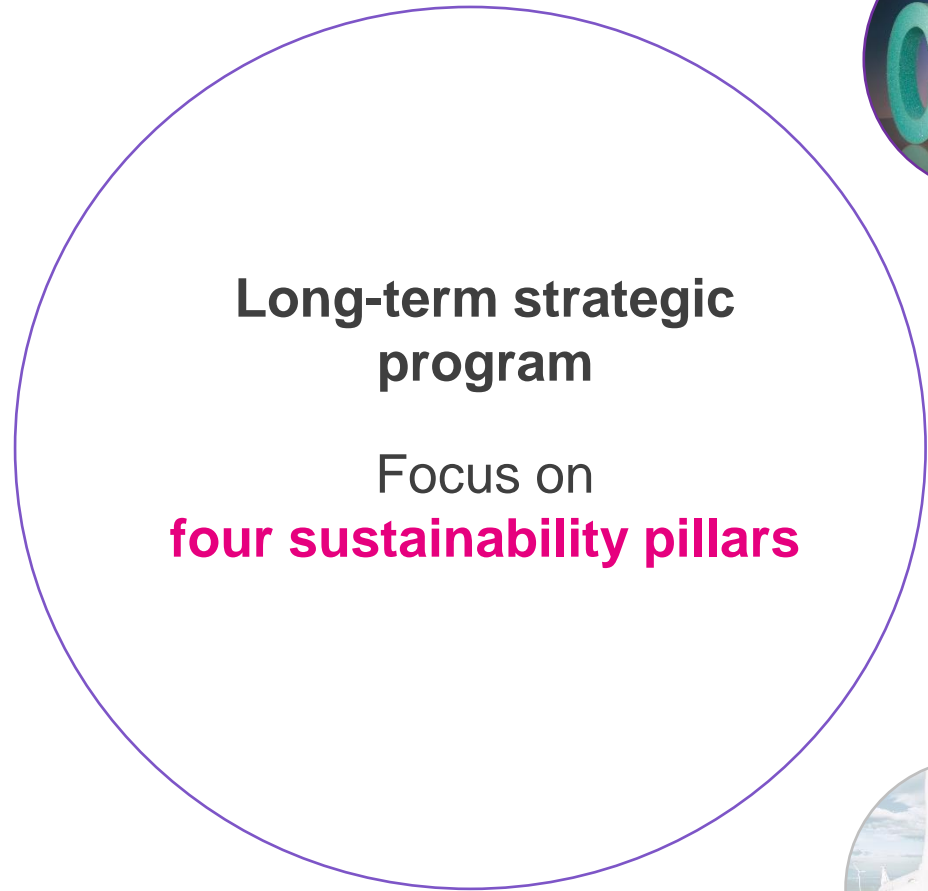 Long-term strategic
program
Focus on
four sustainability pillars